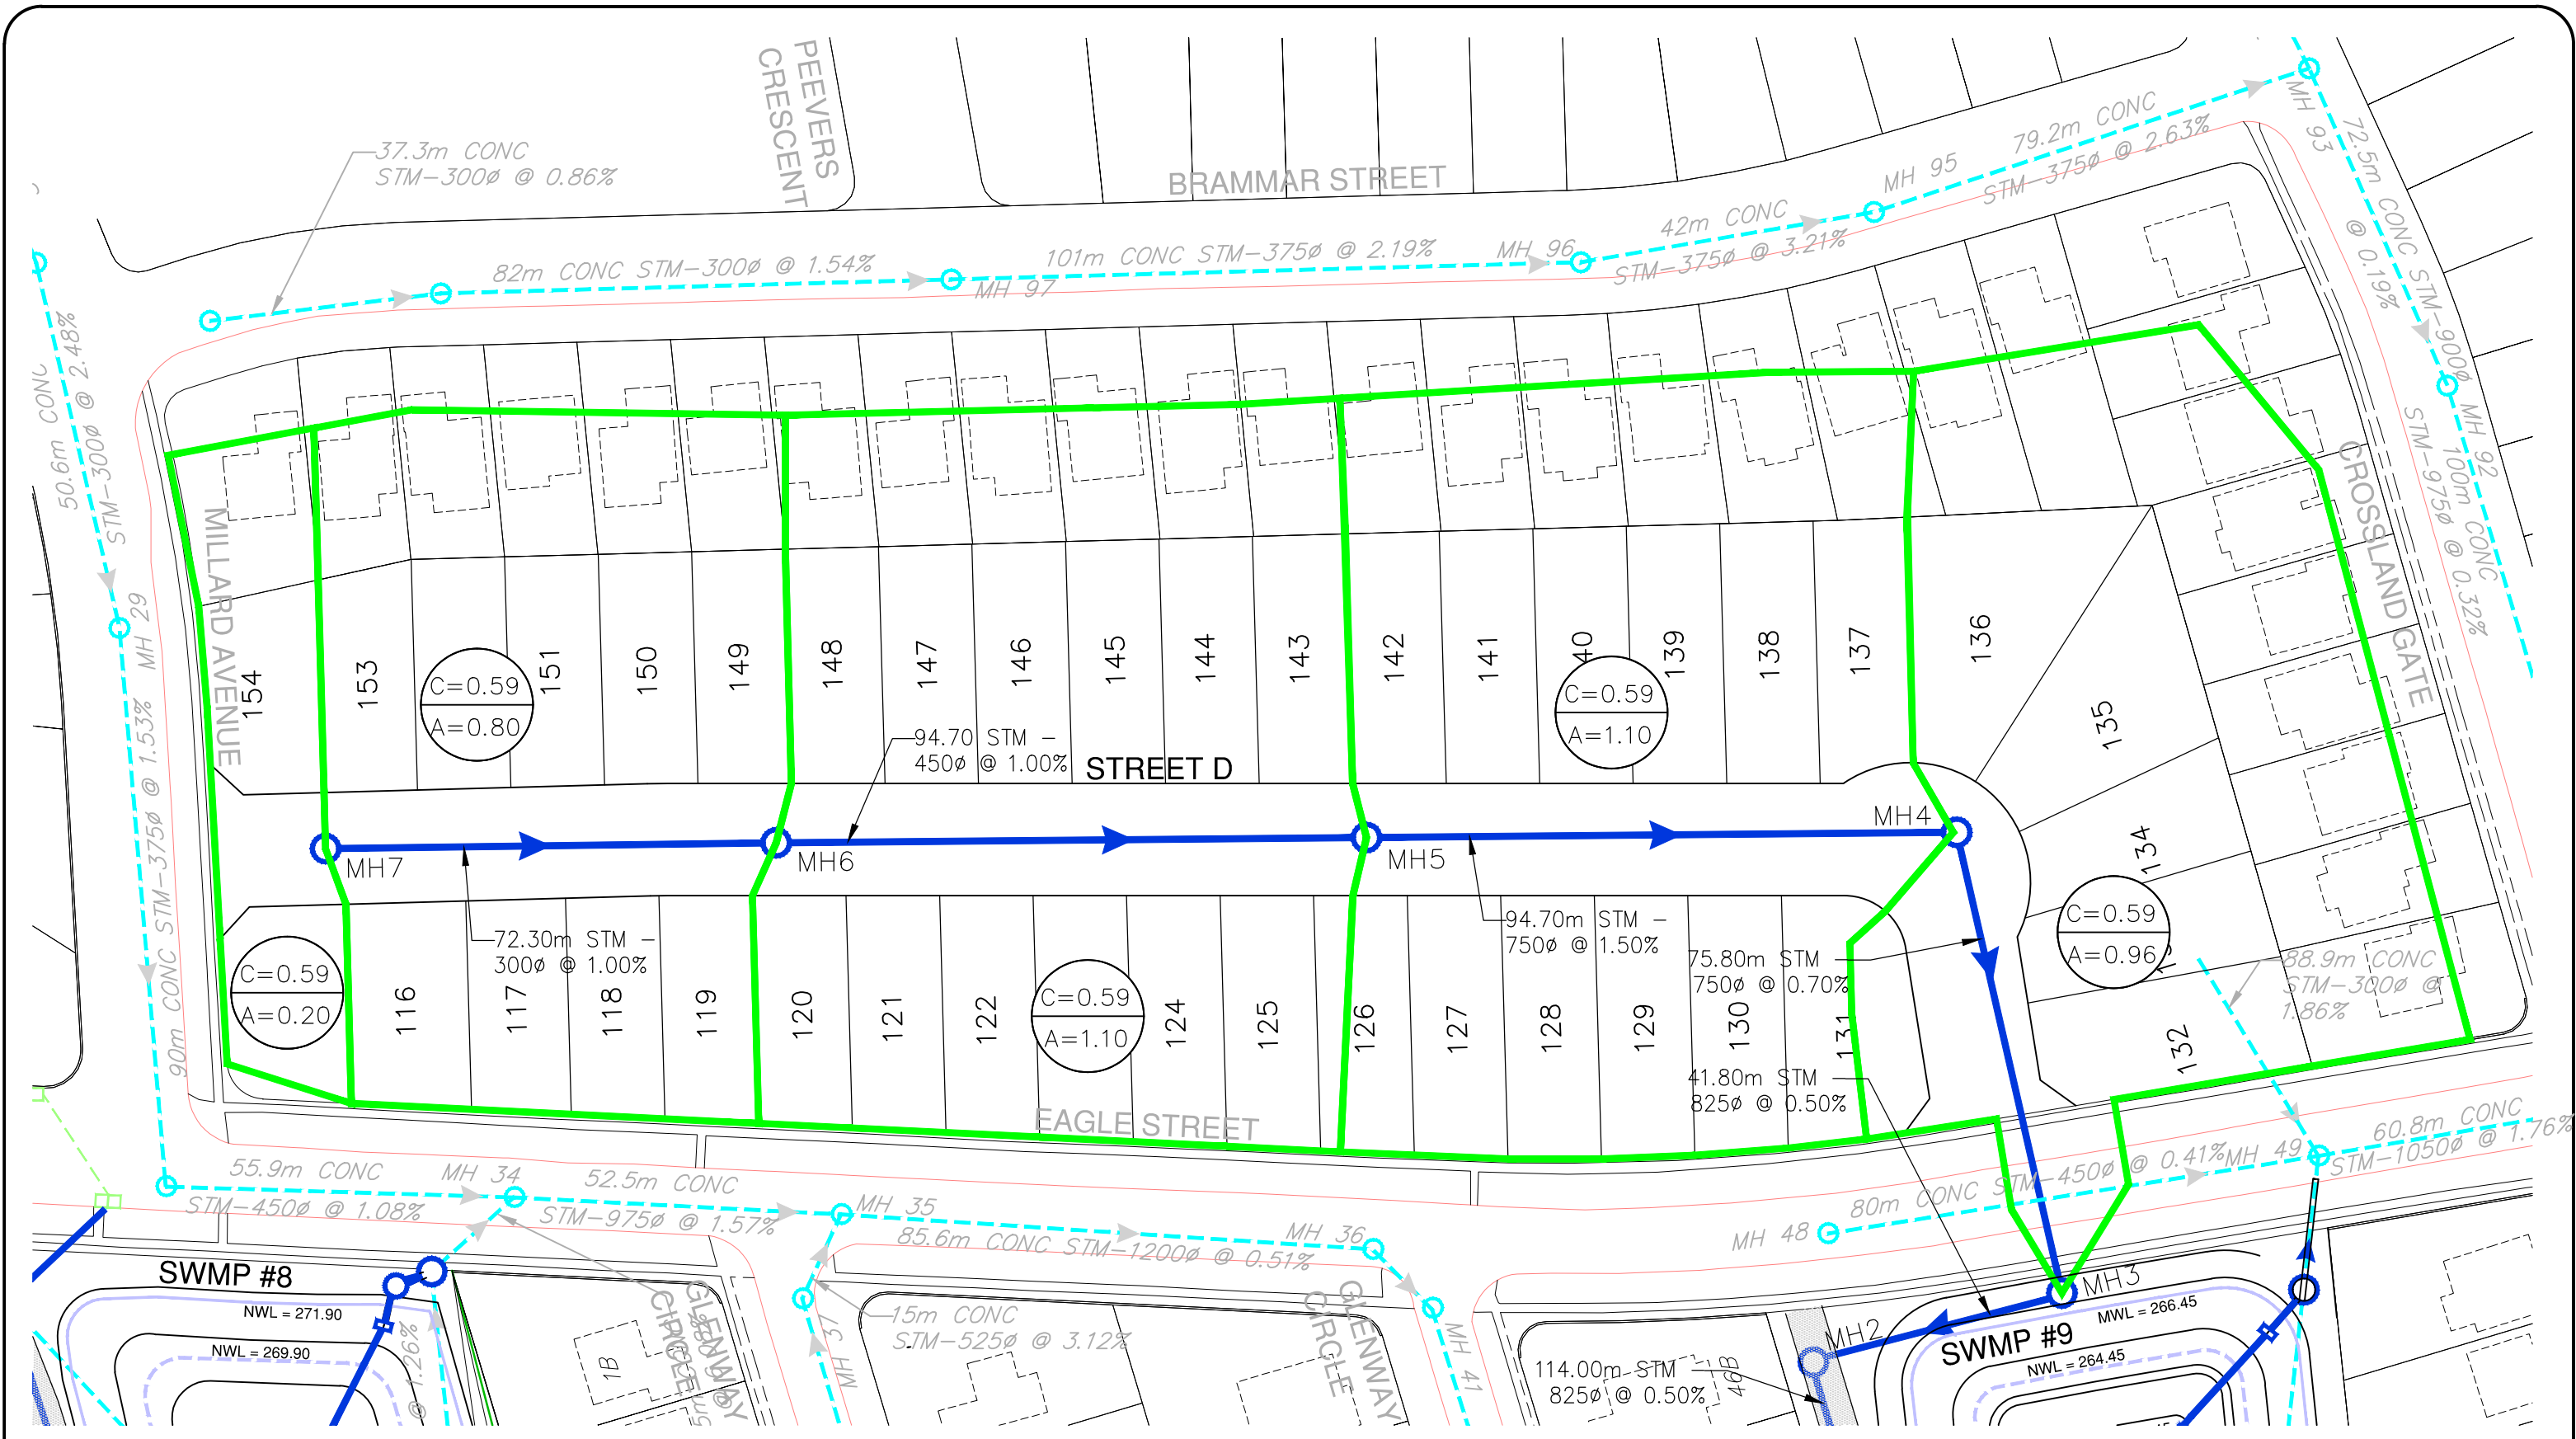 PEEVERS
CRESCENT
BRAMMAR STREET
37.3m CONC
STM-300ø @ 0.86%
82m CONC STM-300ø @ 1.54%
MH 97
101m CONC STM-375ø @ 2.19%
MH 96
42m CONC
STM-375ø @ 3.21%
MH 95
79.2m CONC
STM-375ø @ 2.63%
MH 93
72.5m CONC STM-900ø
@ 0.19%
MH 92
100m CONC
STM-975ø @ 0.32%
CROSSLAND GATE
50.6m CONC
STM-300ø @ 2.48%
MH 29
90m CONC STM-375ø @ 1.53%
MILLARD AVENUE
154
153
151
150
149
148
147
146
145
144
143
142
141
40
139
138
137
136
135
134
132
C=0.59
A=0.80
C=0.59
A=1.10
94.70 STM -
450ø @ 1.00%
STREET D
MH7
MH6
MH5
MH4
72.30m STM -
300ø @ 1.00%
94.70m STM -
750ø @ 1.50%
75.80m STM
750ø @ 0.70%
41.80m STM
825ø @ 0.50%
C=0.59
A=0.96
C=0.59
A=0.20
C=0.59
A=1.10
116
117
118
119
120
121
122
124
125
126
127
128
129
130
131
88.9m CONC
STM-300ø @
1.86%
EAGLE STREET
55.9m CONC
STM-450ø @ 1.08%
MH 34
52.5m CONC
STM-975ø @ 1.57%
MH 35
85.6m CONC STM-1200ø @ 0.51%
MH 36
MH 37
15m CONC
STM-525ø @ 3.12%
MH 41
MH 48
80m CONC STM-450ø @ 0.41%
MH 49
60.8m CONC
STM-1050ø @ 1.76%
SWMP #8
NWL = 271.90
NWL = 269.90
@ 1.26%
1B
GLENWAY
CIRCLE
GLENWAY
CIRCLE
114.00m STM
825ø @ 0.50%
46B
MH2
MH3
SWMP #9
MWL = 266.45
NWL = 264.45